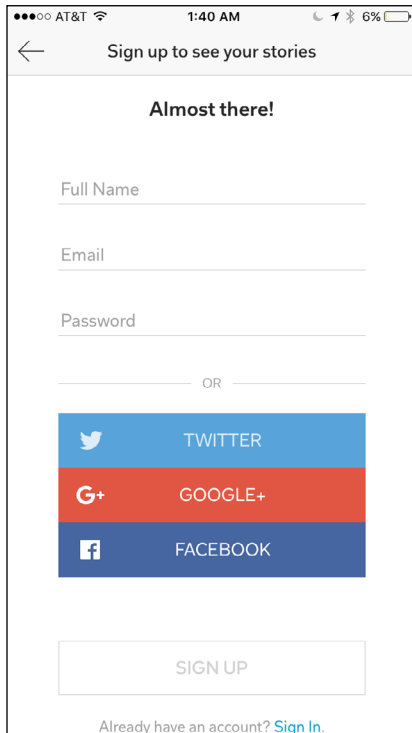 AT&T 1:40 AM 6%
Sign up to see your stories
Almost there!
Full Name
Email
Password
OR
TWITTER
G+ GOOGLE+
f FACEBOOK
SIGN UP
Already have an account? Sign In.